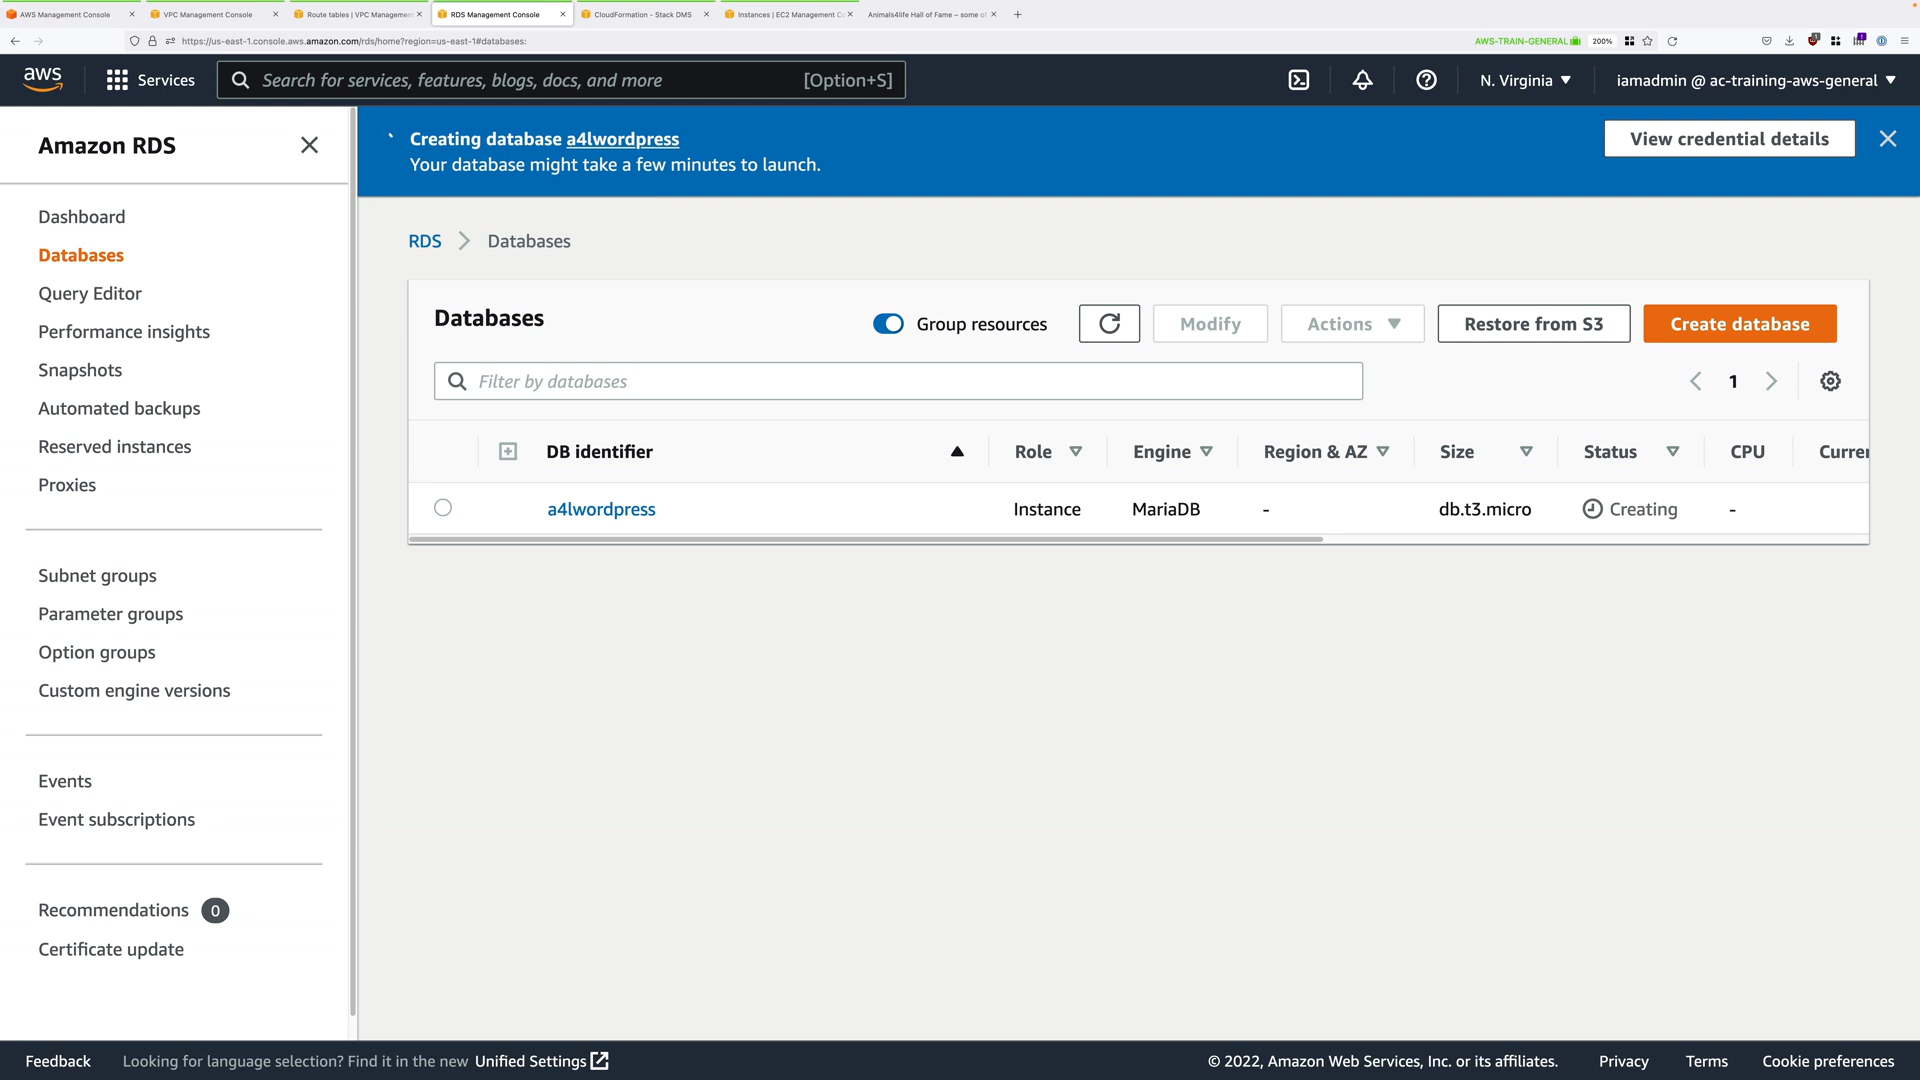 AWS Management Console
VPC Management Console
Route tables | VPC Managemen
RDS Management Console
CloudFormation - Stack DMS
Instances | EC2 Management C
Animals4life Hall of Fame – some of
https://us-east-1.console.aws.amazon.com/rds/home?region=us-east-1#databases:
AWS-TRAIN-GENERAL
200%
aws
Services
Search for services, features, blogs, docs, and more
[Option+S]
N. Virginia
iamadmin @ ac-training-aws-general
Amazon RDS
Dashboard
Databases
Query Editor
Performance insights
Snapshots
Automated backups
Reserved instances
Proxies
Subnet groups
Parameter groups
Option groups
Custom engine versions
Events
Event subscriptions
Recommendations 0
Certificate update
Creating database a4lwordpress
Your database might take a few minutes to launch.
View credential details
RDS > Databases
Databases
Group resources
Modify
Actions
Restore from S3
Create database
Filter by databases
1
DB identifier Role Engine Region & AZ Size Status CPU Currer
a4lwordpress Instance MariaDB - db.t3.micro Creating -
Feedback
Looking for language selection? Find it in the new Unified Settings
© 2022, Amazon Web Services, Inc. or its affiliates.
Privacy
Terms
Cookie preferences